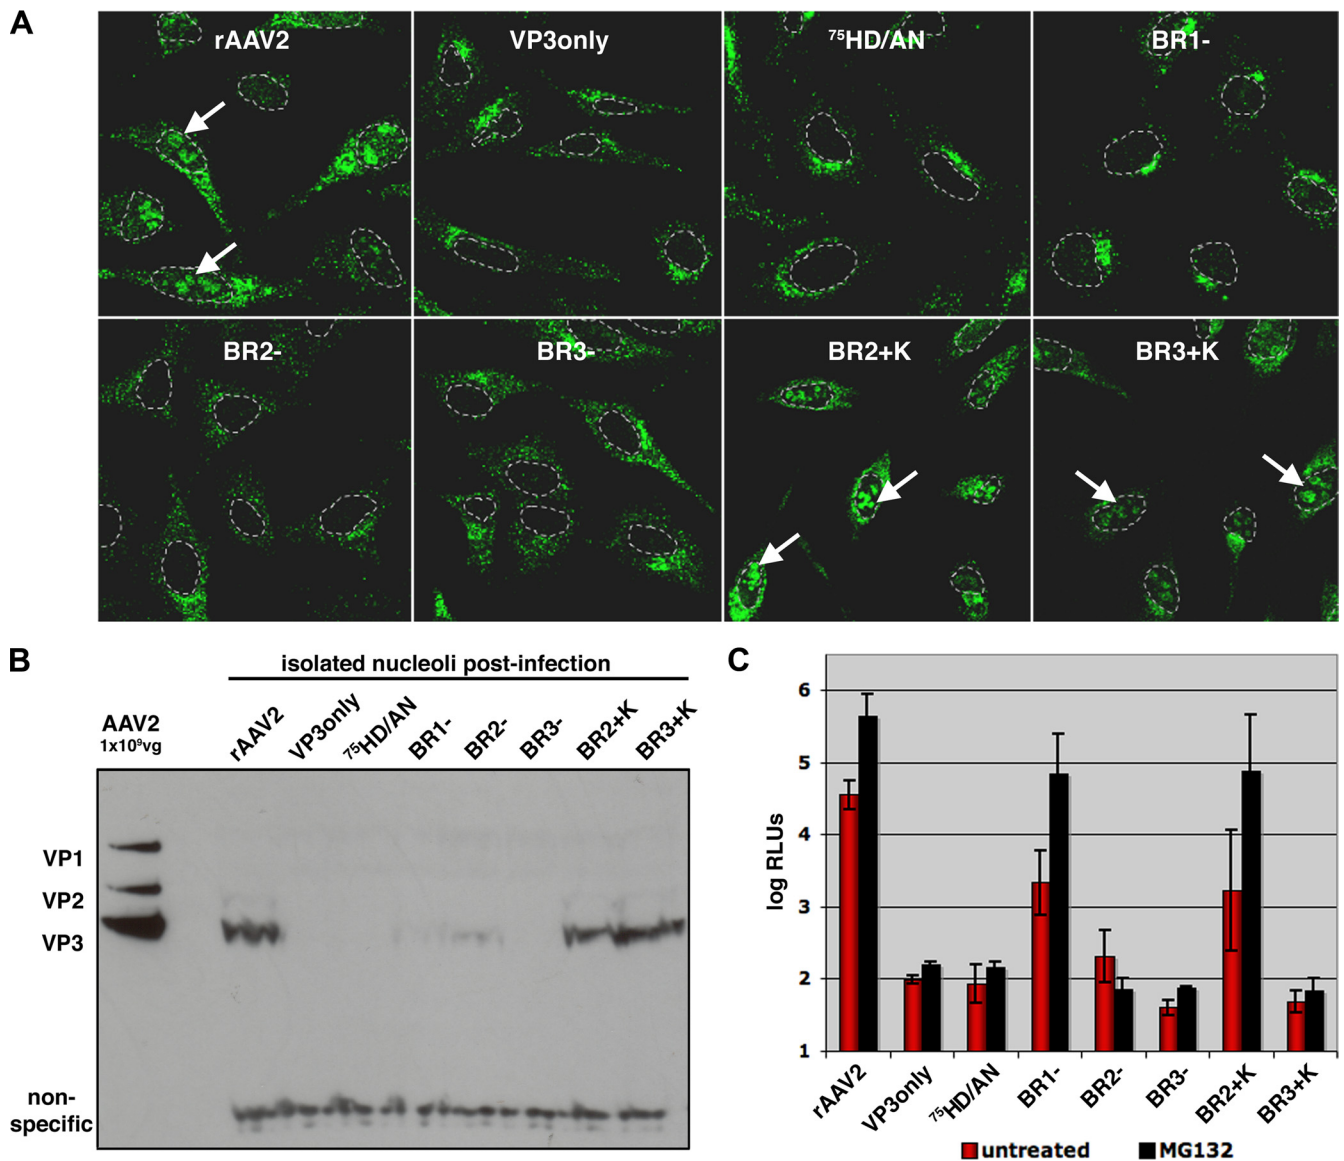 A
rAAV2
VP3only
⁷⁵HD/AN
BR1-
BR2-
BR3-
BR2+K
BR3+K
B
isolated nucleoli post-infection
AAV2
1x10⁹vg
rAAV2
VP3only
⁷⁵HD/AN
BR1-
BR2-
BR3-
BR2+K
BR3+K
VP1
VP2
VP3
non-
specific
C
log RLUs
6
5
4
3
2
1
rAAV2
VP3only
⁷⁵HD/AN
BR1-
BR2-
BR3-
BR2+K
BR3+K
untreated
MG132